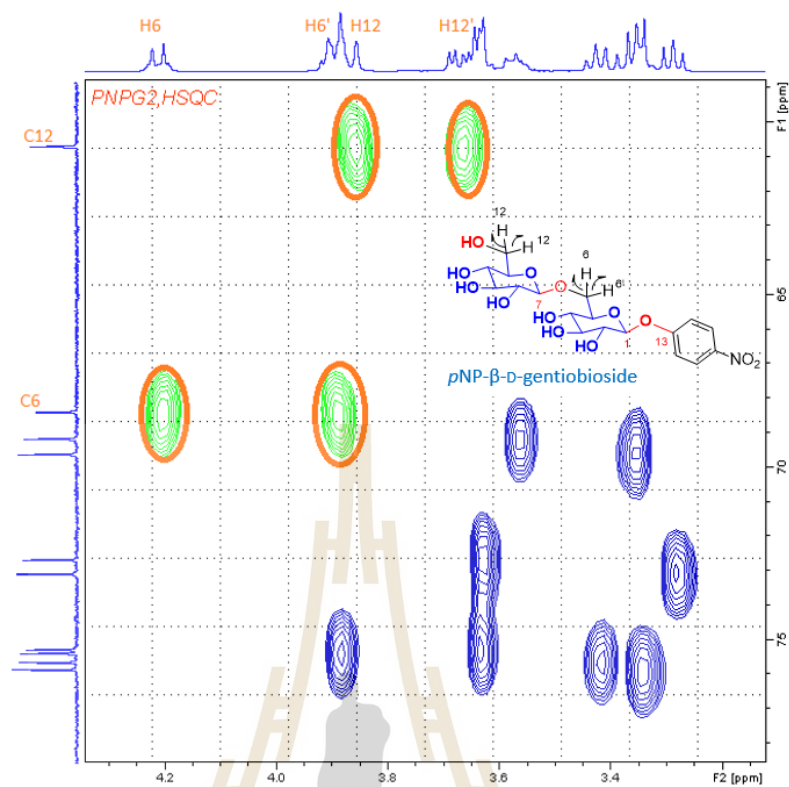 H6 H6' H12 H12'
PNPG2,HSQC
F1 [ppm]
C12
12
H
HO H 12
6
H
O O H 6'
HO
HO
HO 7
O O
HO
HO
HO 1 13
NO₂
65
pNP-β-D-gentiobioside
C6
70
75
4.2 4.0 3.8 3.6 3.4 F2 [ppm]